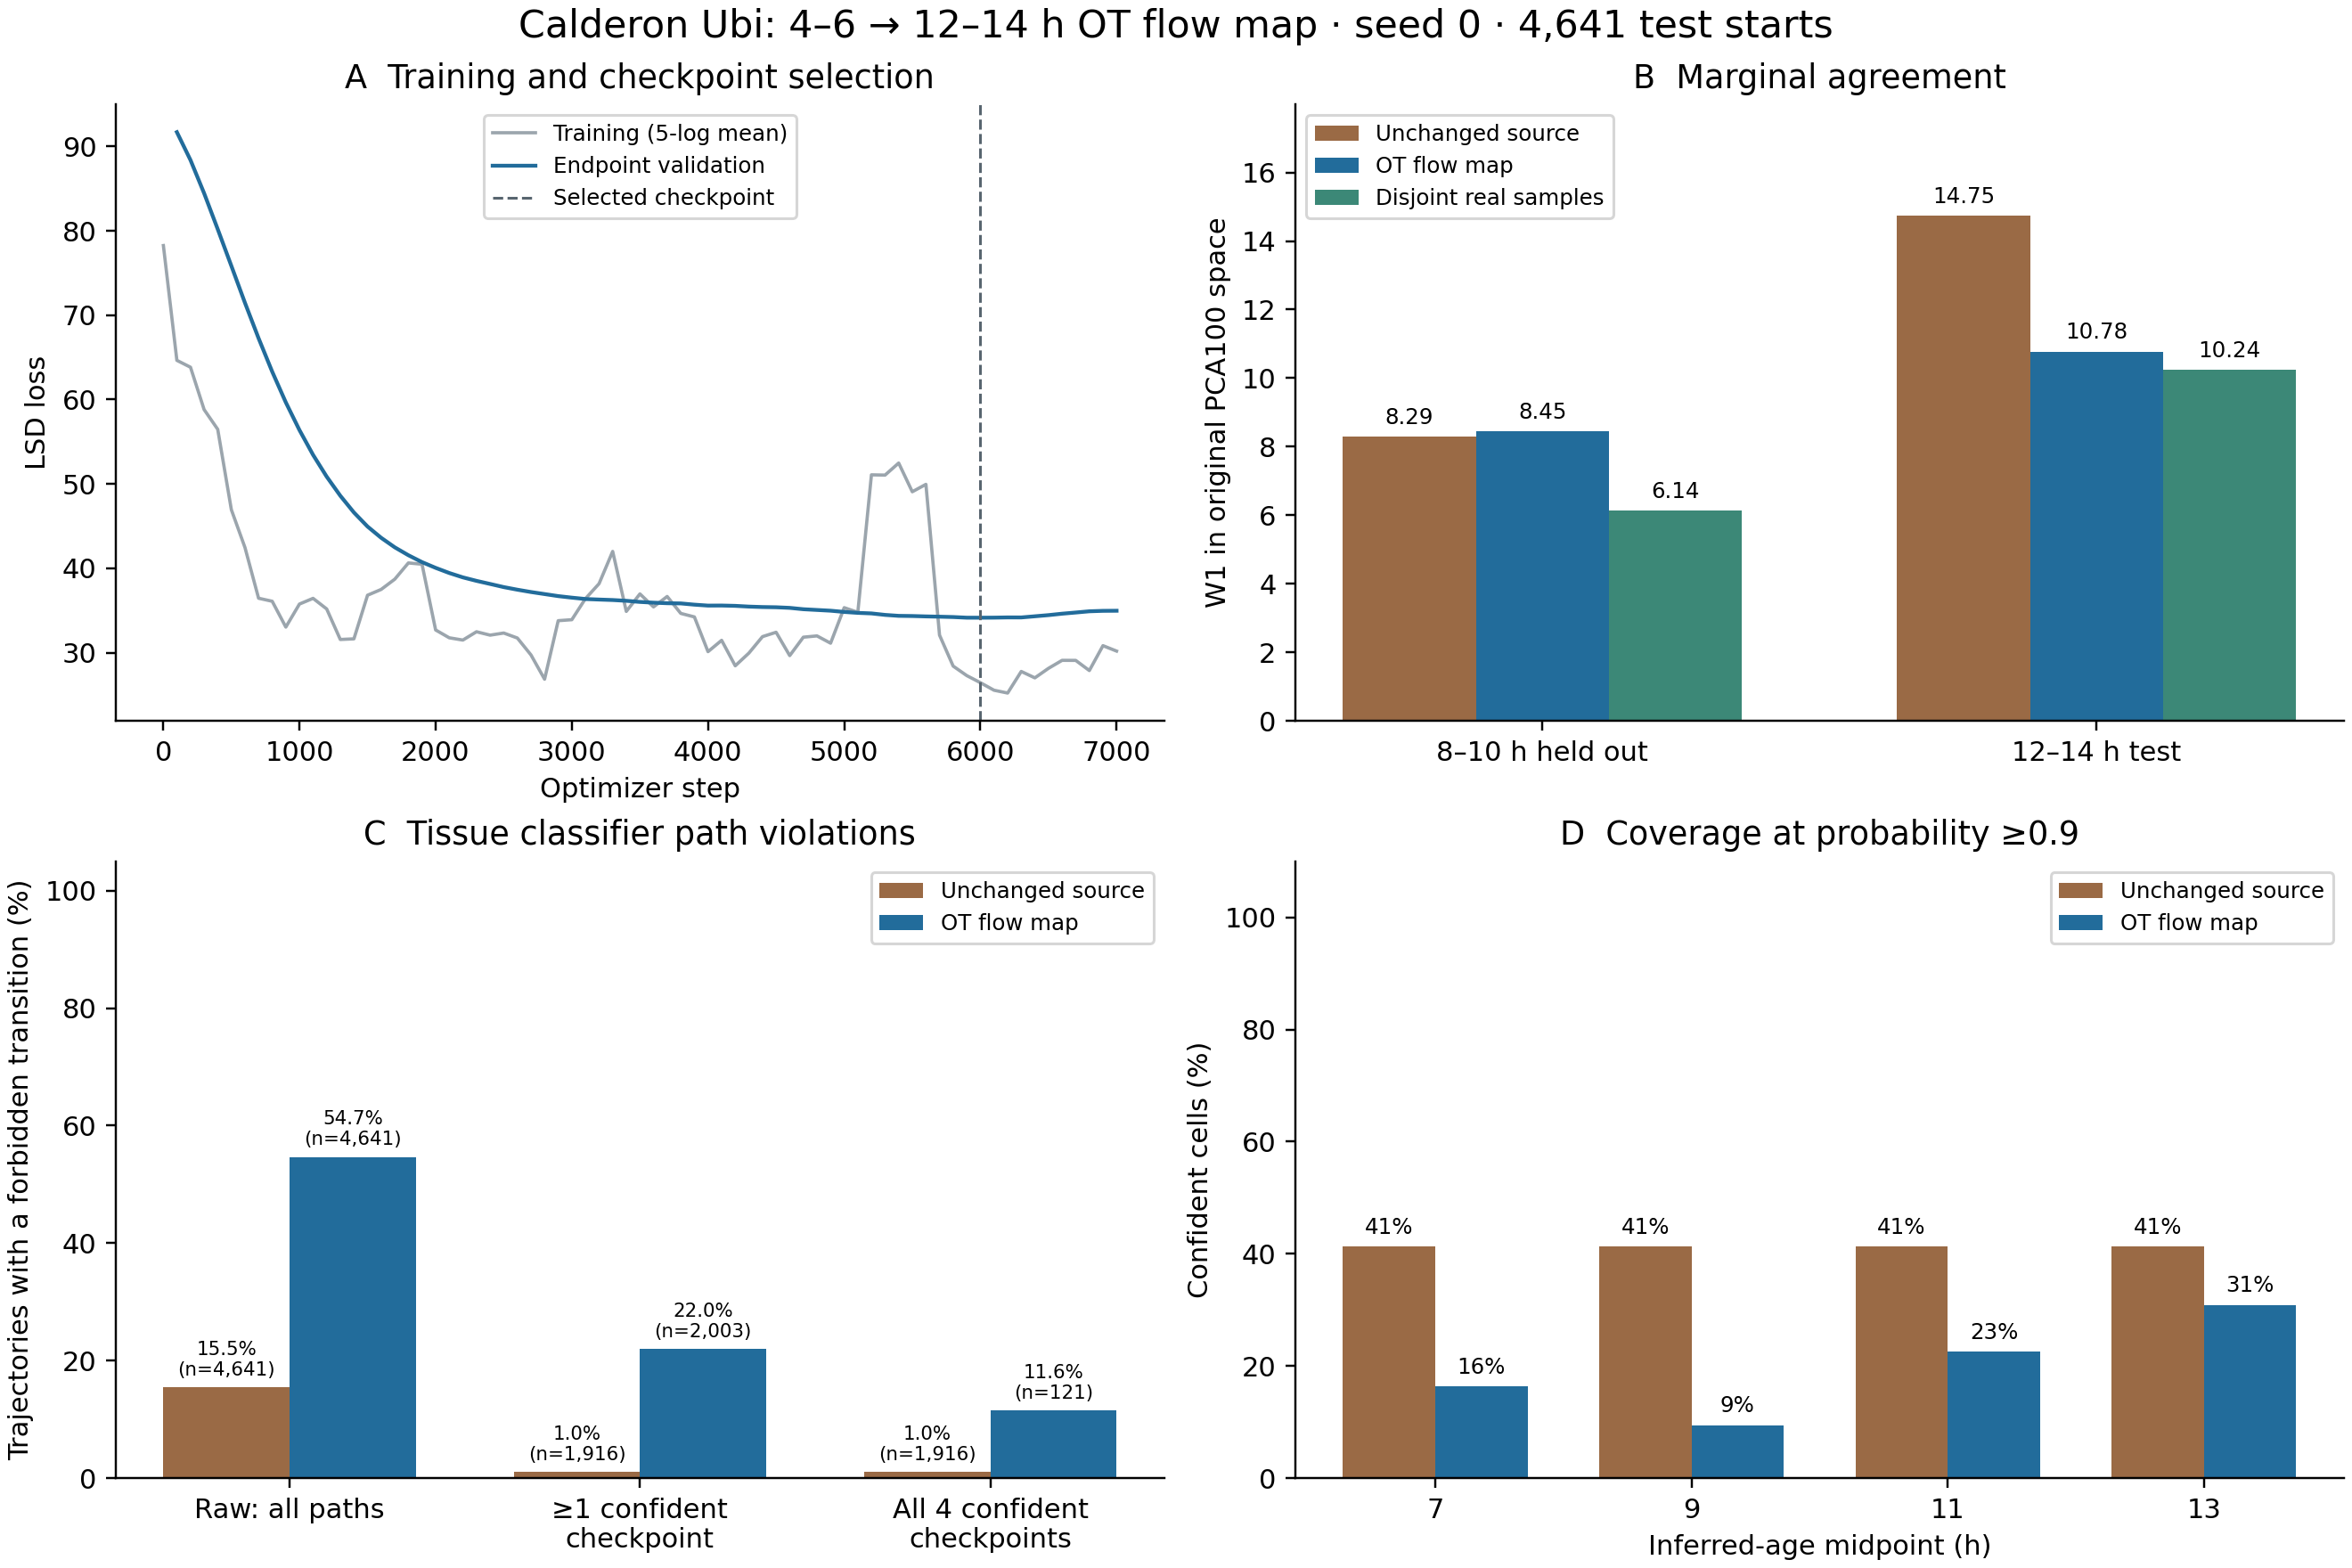 Calderon Ubi: 4–6 → 12–14 h OT flow map · seed 0 · 4,641 test starts
A  Training and checkpoint selection
Training (5-log mean)
Endpoint validation
Selected checkpoint
LSD loss
90
80
70
60
50
40
30
0 1000 2000 3000 4000 5000 6000 7000
Optimizer step
B  Marginal agreement
Unchanged source
OT flow map
Disjoint real samples
W1 in original PCA100 space
16
14
12
10
8
6
4
2
0
8.29
8.45
6.14
14.75
10.78
10.24
8–10 h held out
12–14 h test
C  Tissue classifier path violations
Unchanged source
OT flow map
Trajectories with a forbidden transition (%)
100
80
60
40
20
0
15.5%
(n=4,641)
54.7%
(n=4,641)
1.0%
(n=1,916)
22.0%
(n=2,003)
1.0%
(n=1,916)
11.6%
(n=121)
Raw: all paths
≥1 confident
checkpoint
All 4 confident
checkpoints
D  Coverage at probability ≥0.9
Unchanged source
OT flow map
Confident cells (%)
100
80
60
40
20
0
41%
16%
41%
9%
41%
23%
41%
31%
7 9 11 13
Inferred-age midpoint (h)